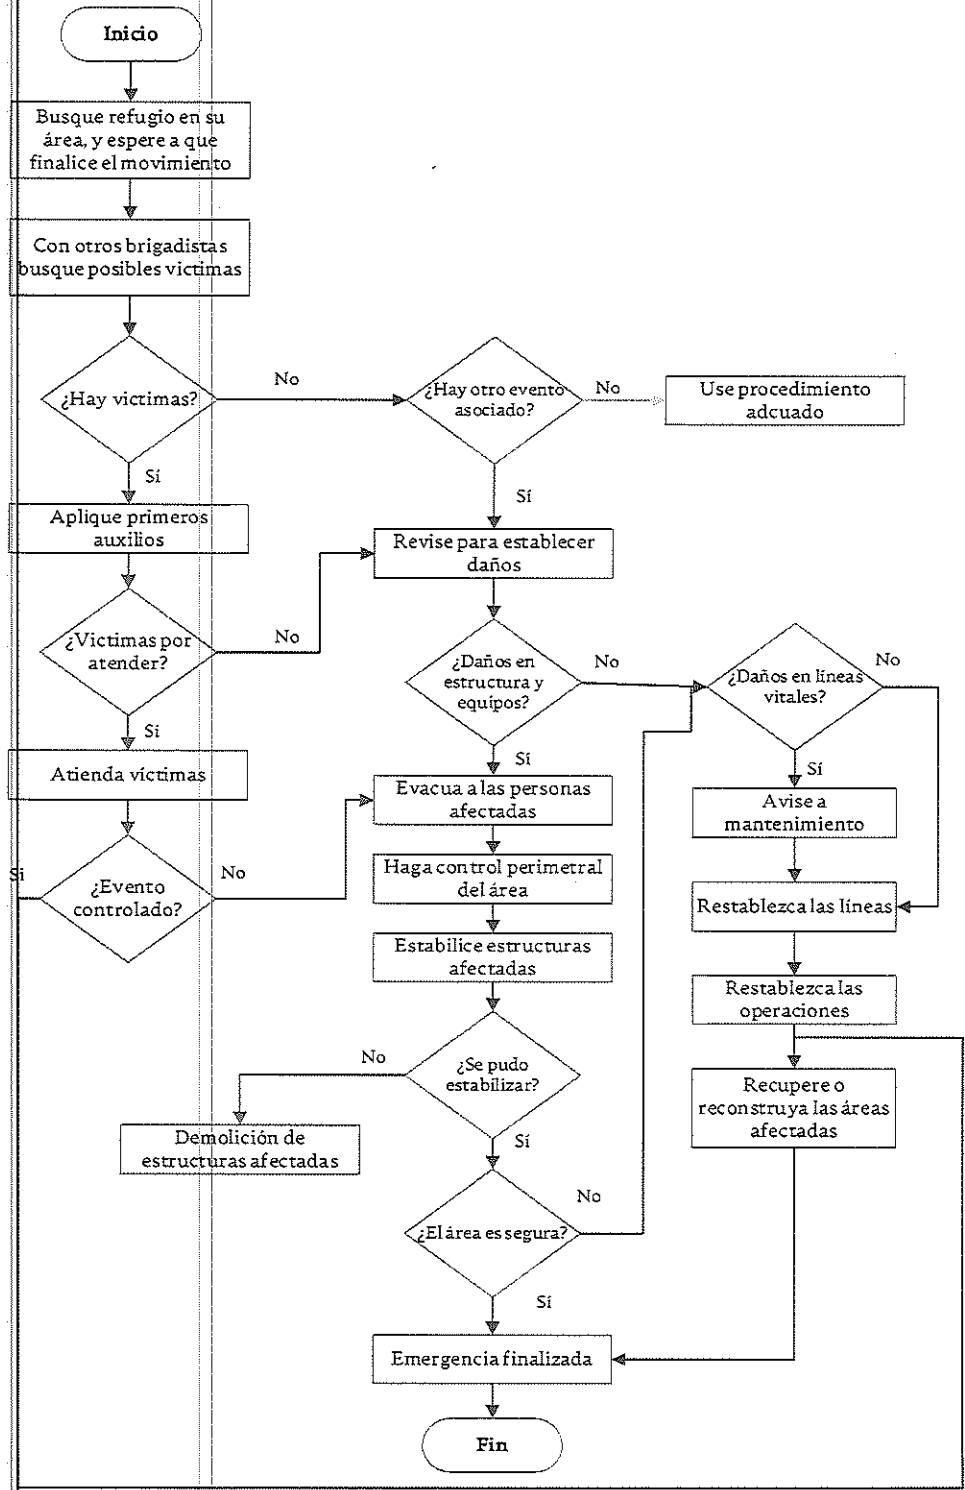 Inicio
Busque refugio en su
área, y espere a que
finalice el movimiento
Con otros brigadistas
busque posibles victimas
¿Hay victimas?
No
¿Hay otro evento
asociado?
No
Use procedimiento
adcuado
Sí
Aplique primeros
auxilios
Sí
Revise para establecer
daños
¿Victimas por
atender?
No
¿Daños en
estructura y
equipos?
No
¿Daños en líneas
vitales?
No
Sí
Atienda víctimas
Sí
Evacua a las personas
afectadas
Sí
Avise a
mantenimiento
Si
¿Evento
controlado?
No
Haga control perimetral
del área
Restablezca las líneas
Estabilice estructuras
afectadas
Restablezca las
operaciones
No
¿Se pudo
estabilizar?
Recupere o
reconstruya las áreas
afectadas
Demolición de
estructuras afectadas
Sí
No
¿El área es segura?
Sí
Emergencia finalizada
Fin